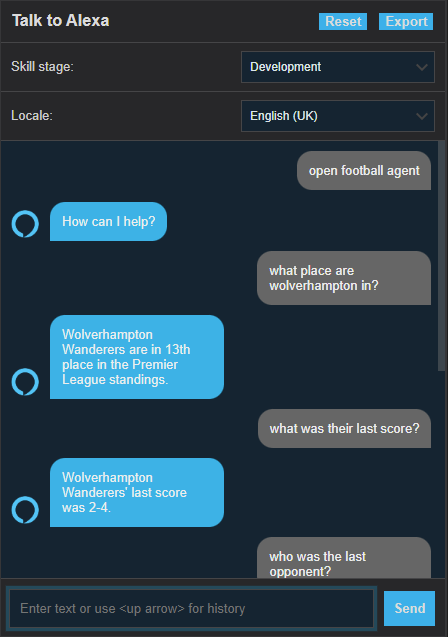 Talk to Alexa
Reset
Export
Skill stage:
Development
Locale:
English (UK)
open football agent
How can I help?
what place are
wolverhampton in?
Wolverhampton
Wanderers are in 13th
place in the Premier
League standings.
what was their last score?
Wolverhampton
Wanderers' last score
was 2-4.
who was the last
opponent?
Enter text or use <up arrow> for history
Send